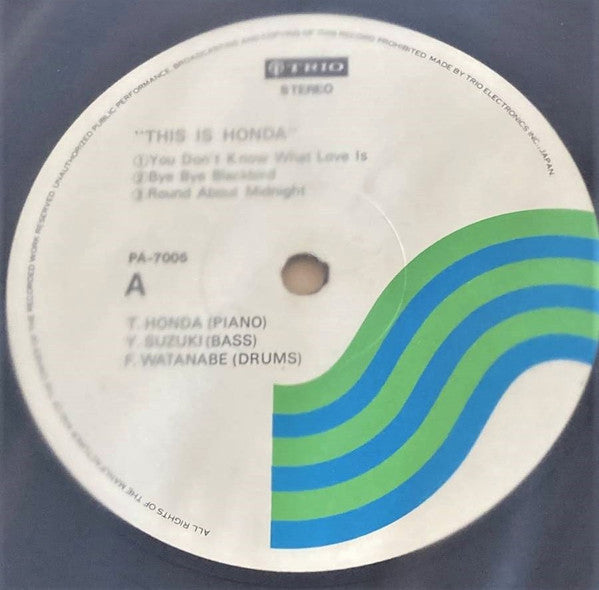 ALL RIGHTS OF THE MANUFACTURER AND OF THE OWNER OF THE RECORDED WORK RESERVED. UNAUTHORIZED PUBLIC PERFORMANCE, BROADCASTING AND COPYING OF THIS RECORD PROHIBITED. MADE BY TRIO ELECTRONICS INC., JAPAN.
TRIO
STEREO
"THIS IS HONDA"
①You Don't Know What Love Is
②Bye Bye Blackbird
③Round About Midnight
PA-7006
A
T. HONDA (PIANO)
Y. SUZUKI (BASS)
F. WATANABE (DRUMS)